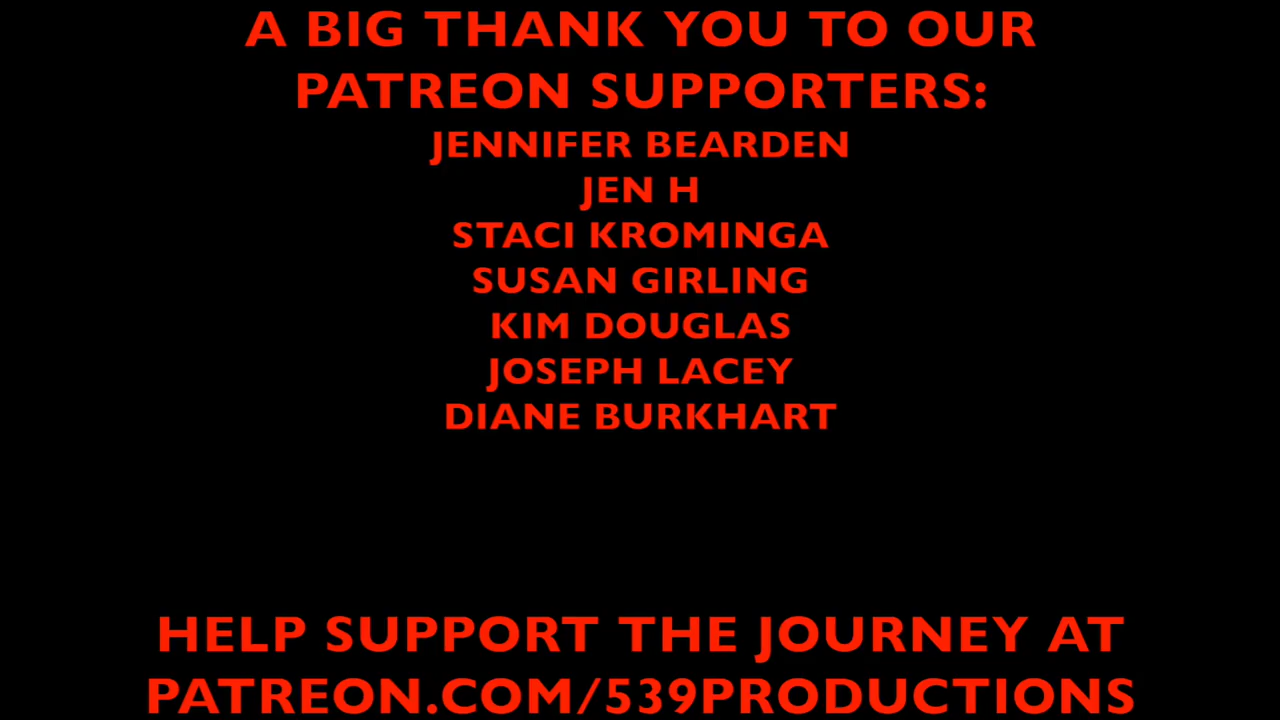 A BIG THANK YOU TO OUR
PATREON SUPPORTERS:
JENNIFER BEARDEN
JEN H
STACI KROMINGA
SUSAN GIRLING
KIM DOUGLAS
JOSEPH LACEY
DIANE BURKHART
HELP SUPPORT THE JOURNEY AT
PATREON.COM/539PRODUCTIONS